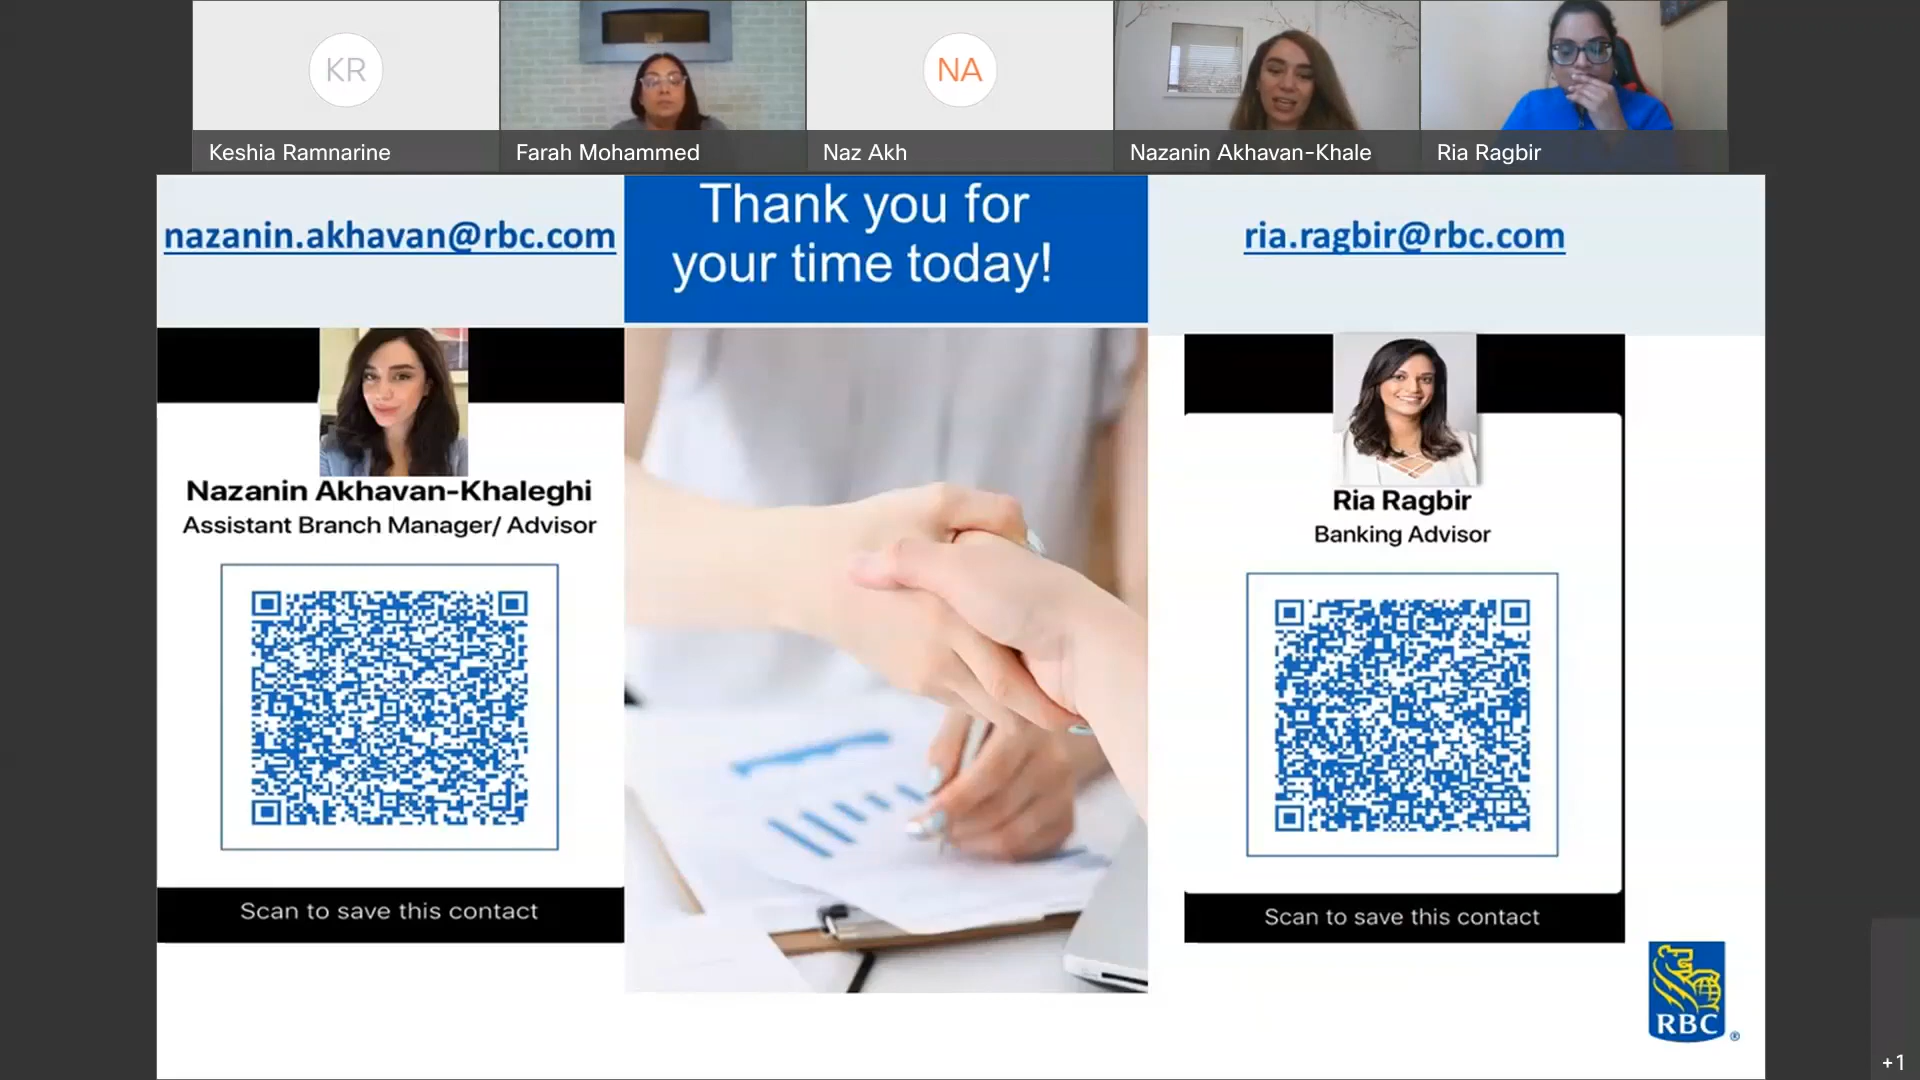 KR
NA
Keshia Ramnarine
Farah Mohammed
Naz Akh
Nazanin Akhavan-Khale
Ria Ragbir
nazanin.akhavan@rbc.com
Thank you for
your time today!
ria.ragbir@rbc.com
Nazanin Akhavan-Khaleghi
Assistant Branch Manager/ Advisor
Scan to save this contact
Ria Ragbir
Banking Advisor
Scan to save this contact
RBC
®
+1